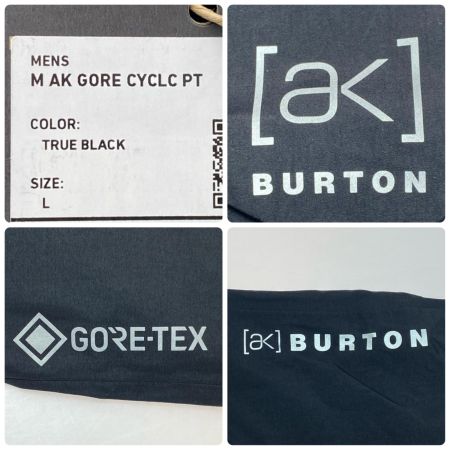 MENS
M AK GORE CYCLC PT
COLOR:
TRUE BLACK
SIZE:
L
[ak]
BURTON
GORE-TEX
[ak] BURTON